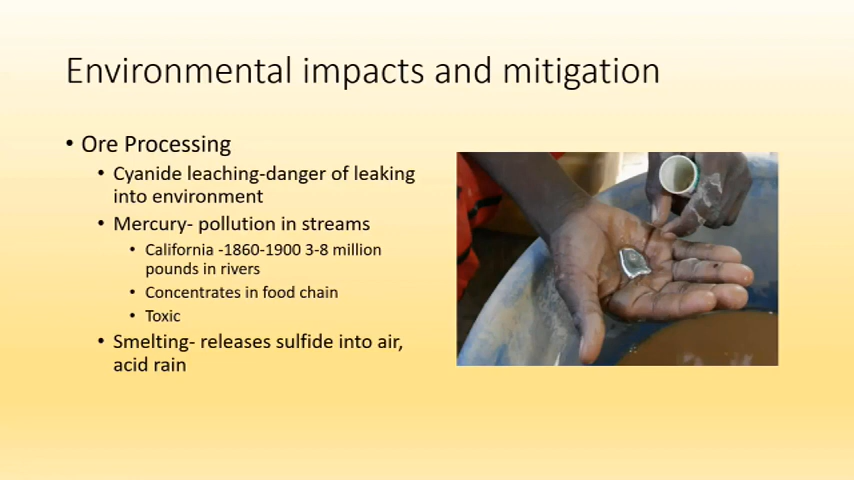 Environmental impacts and mitigation
• Ore Processing
• Cyanide leaching-danger of leaking
into environment
• Mercury- pollution in streams
• California -1860-1900 3-8 million
pounds in rivers
• Concentrates in food chain
• Toxic
• Smelting- releases sulfide into air,
acid rain